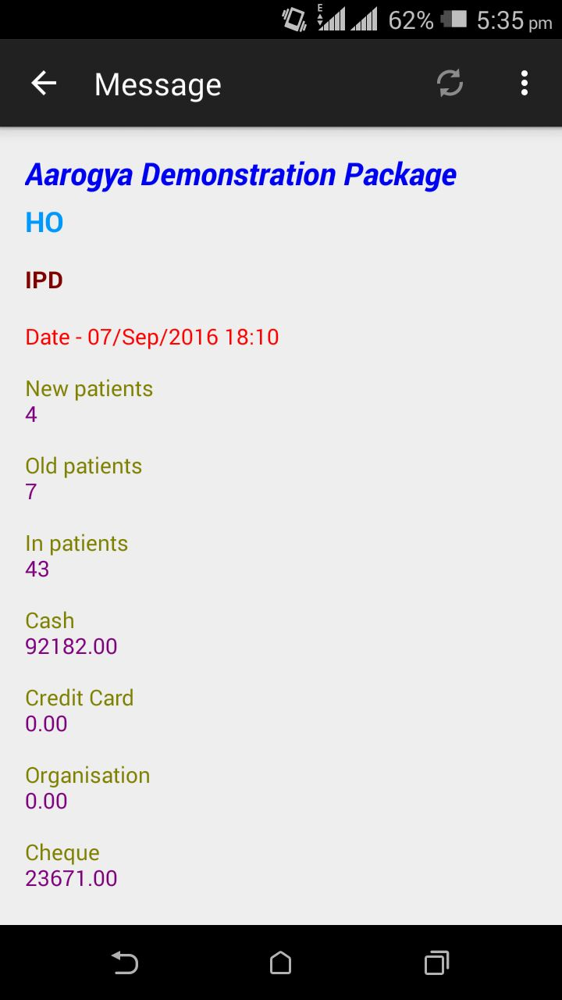 E
62%
5:35 pm
Message
Aarogya Demonstration Package
HO
IPD
Date - 07/Sep/2016 18:10
New patients
4
Old patients
7
In patients
43
Cash
92182.00
Credit Card
0.00
Organisation
0.00
Cheque
23671.00